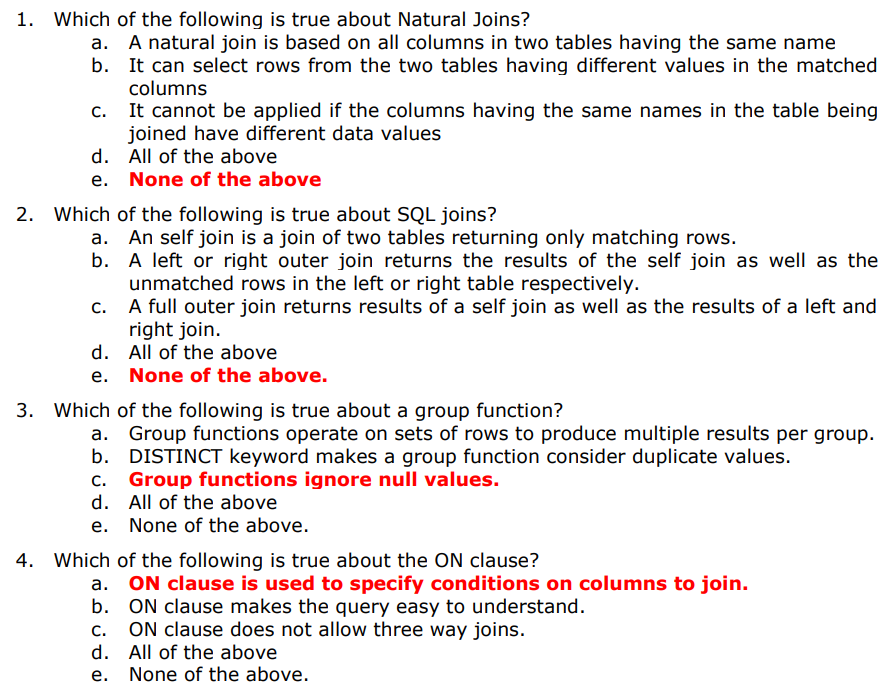 1. Which of the following is true about Natural Joins?
a. A natural join is based on all columns in two tables having the same name
b. It can select rows from the two tables having different values in the matched
columns
c. It cannot be applied if the columns having the same names in the table being
joined have different data values
d. All of the above
e. None of the above
2. Which of the following is true about SQL joins?
a. An self join is a join of two tables returning only matching rows.
b. A left or right outer join returns the results of the self join as well as the
unmatched rows in the left or right table respectively.
c. A full outer join returns results of a self join as well as the results of a left and
right join.
d. All of the above
e. None of the above.
3. Which of the following is true about a group function?
a. Group functions operate on sets of rows to produce multiple results per group.
b. DISTINCT keyword makes a group function consider duplicate values.
c. Group functions ignore null values.
d. All of the above
e. None of the above.
4. Which of the following is true about the ON clause?
a. ON clause is used to specify conditions on columns to join.
b. ON clause makes the query easy to understand.
c. ON clause does not allow three way joins.
d. All of the above
e. None of the above.